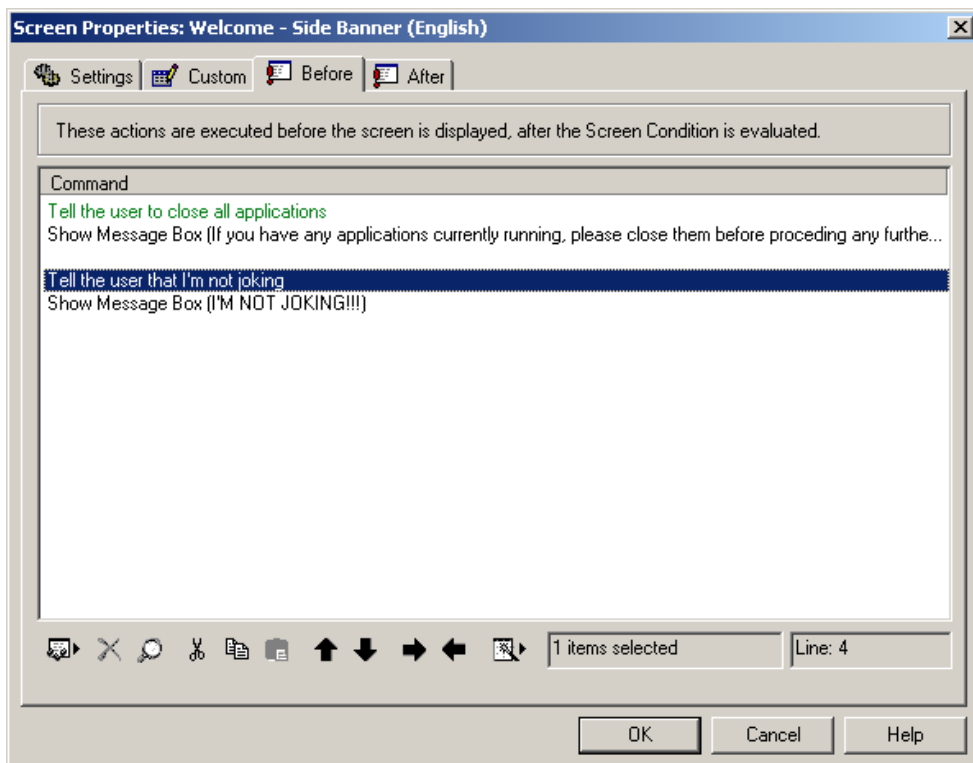 Screen Properties: Welcome - Side Banner (English)
Settings Custom Before After
These actions are executed before the screen is displayed, after the Screen Condition is evaluated.
Command
Tell the user to close all applications
Show Message Box (If you have any applications currently running, please close them before proceding any furthe...
Tell the user that I'm not joking
Show Message Box (I'M NOT JOKING!!!)
1 items selected Line: 4
OK Cancel Help